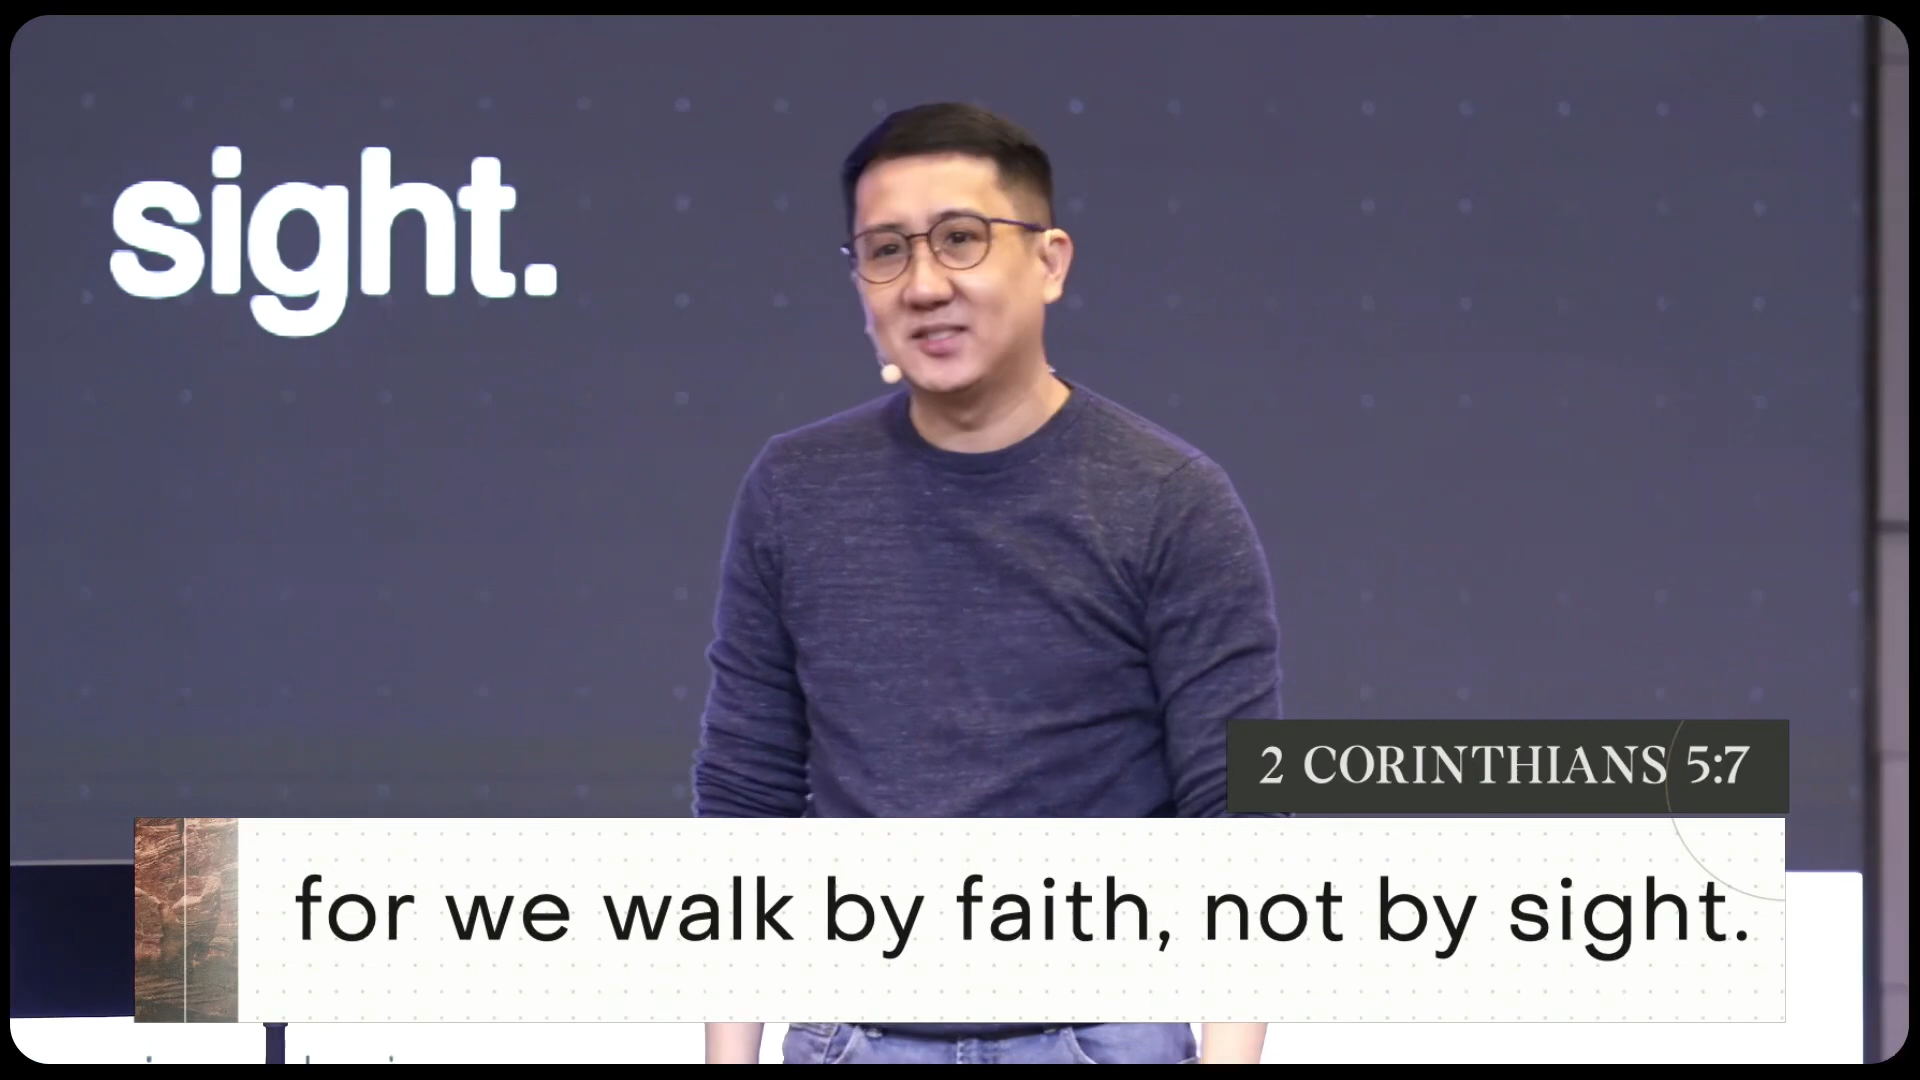 sight.
2 CORINTHIANS 5:7
for we walk by faith, not by sight.